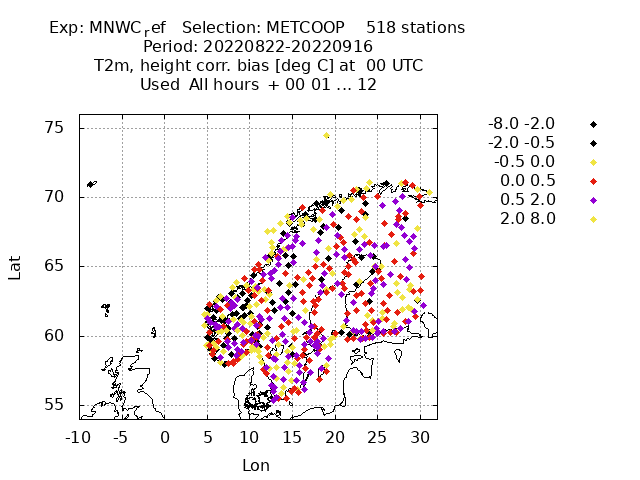 Exp: MNWCref Selection: METCOOP 518 stations
Period: 20220822-20220916
T2m, height corr. bias [deg C] at 00 UTC
Used All hours + 00 01 ... 12
-8.0 -2.0
-2.0 -0.5
-0.5 0.0
0.0 0.5
0.5 2.0
2.0 8.0
75
70
65
60
55
Lat
-10 -5 0 5 10 15 20 25 30
Lon